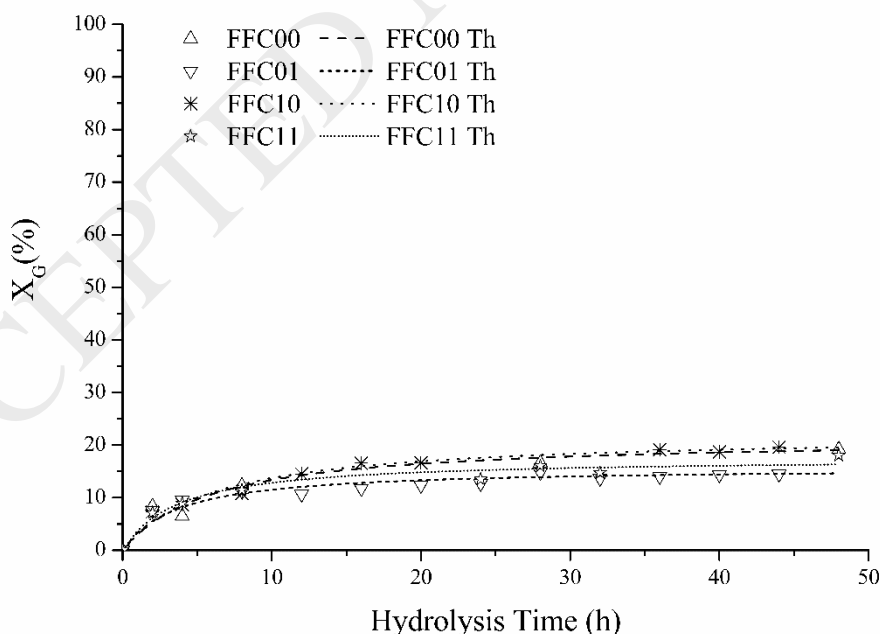 100
90
80
70
60
50
40
30
20
10
0
X_G(%)
FFC00 FFC00 Th
FFC01 FFC01 Th
FFC10 FFC10 Th
FFC11 FFC11 Th
0 10 20 30 40 50
Hydrolysis Time (h)
CEPTED